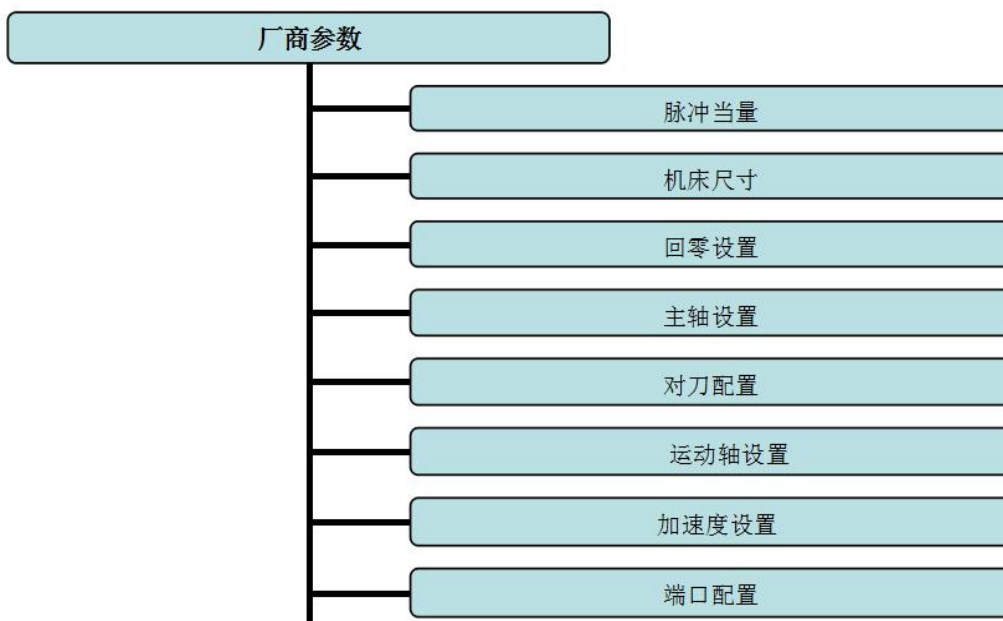 厂商参数
脉冲当量
机床尺寸
回零设置
主轴设置
对刀配置
运动轴设置
加速度设置
端口配置